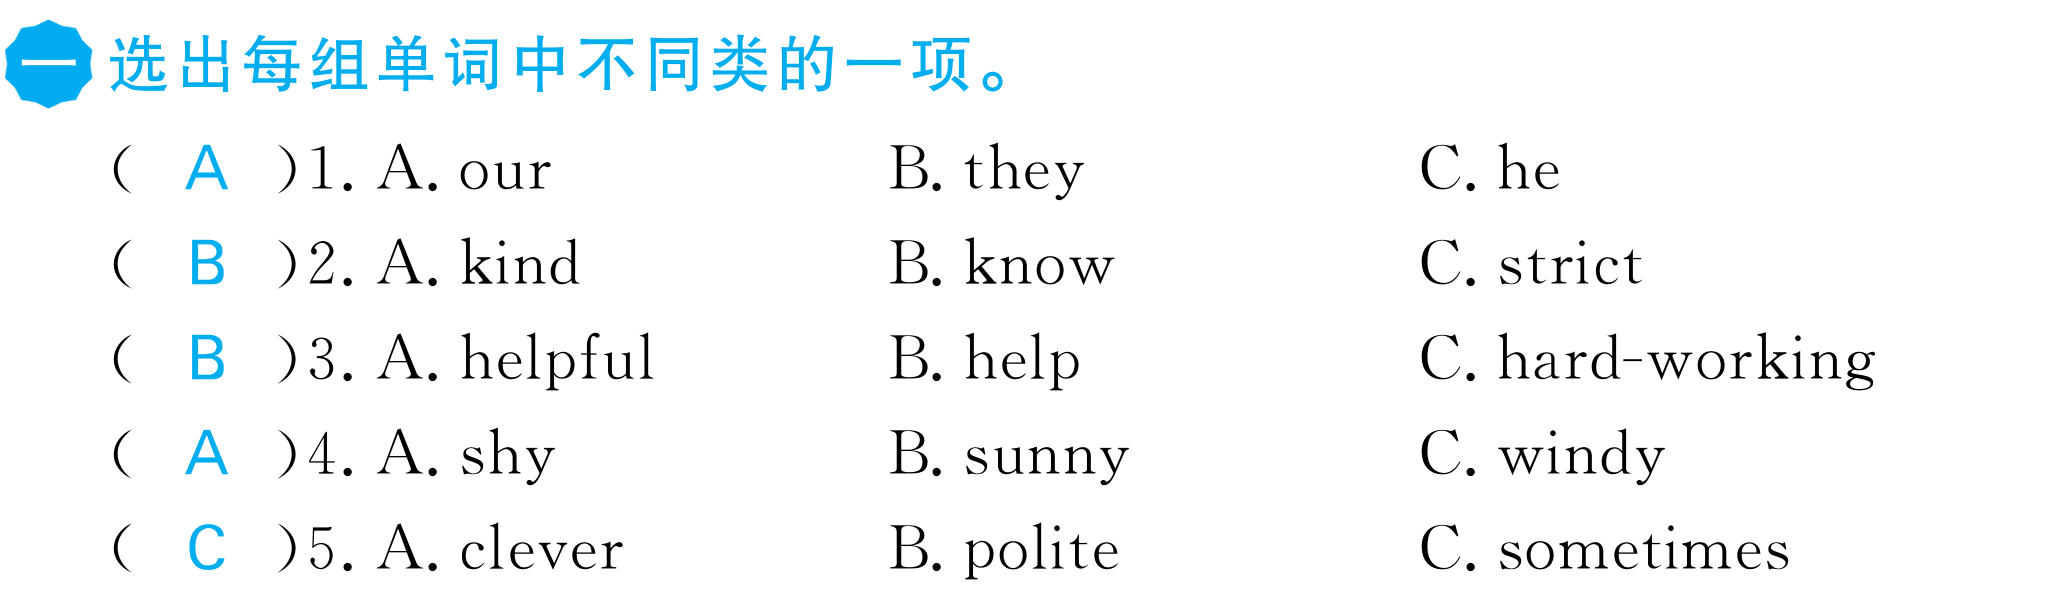 一 选出每组单词中不同类的一项。
( A )1. A. our B. they C. he
( B )2. A. kind B. know C. strict
( B )3. A. helpful B. help C. hard-working
( A )4. A. shy B. sunny C. windy
( C )5. A. clever B. polite C. sometimes